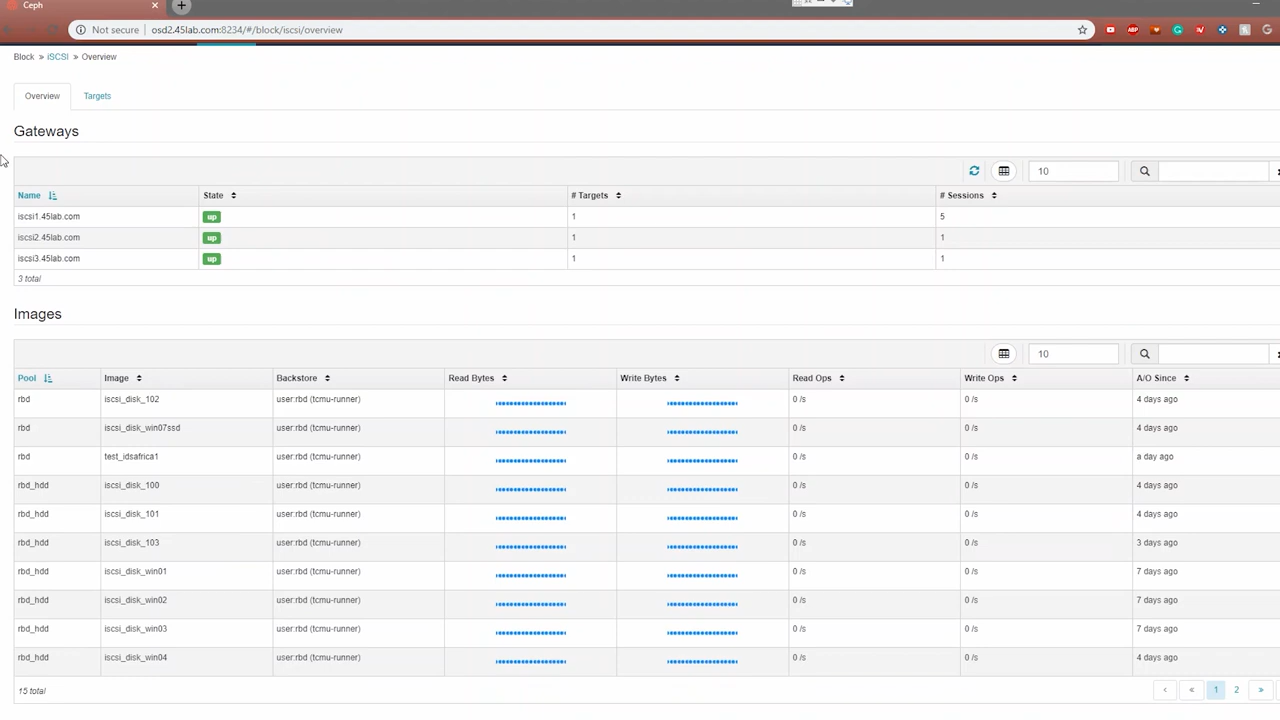 Ceph
Not secure osd2.45lab.com:8234/#/block/iscsi/overview
Block » iSCSI » Overview
Overview Targets
Gateways
10
Name State # Targets # Sessions
iscsi1.45lab.com up 1 5
iscsi2.45lab.com up 1 1
iscsi3.45lab.com up 1 1
3 total
Images
10
Pool Image Backstore Read Bytes Write Bytes Read Ops Write Ops A/O Since
rbd iscsi_disk_102 user:rbd (tcmu-runner) 0 /s 0 /s 4 days ago
rbd iscsi_disk_win07ssd user:rbd (tcmu-runner) 0 /s 0 /s 4 days ago
rbd test_idsafrica1 user:rbd (tcmu-runner) 0 /s 0 /s a day ago
rbd_hdd iscsi_disk_100 user:rbd (tcmu-runner) 0 /s 0 /s 4 days ago
rbd_hdd iscsi_disk_101 user:rbd (tcmu-runner) 0 /s 0 /s 4 days ago
rbd_hdd iscsi_disk_103 user:rbd (tcmu-runner) 0 /s 0 /s 3 days ago
rbd_hdd iscsi_disk_win01 user:rbd (tcmu-runner) 0 /s 0 /s 7 days ago
rbd_hdd iscsi_disk_win02 user:rbd (tcmu-runner) 0 /s 0 /s 7 days ago
rbd_hdd iscsi_disk_win03 user:rbd (tcmu-runner) 0 /s 0 /s 7 days ago
rbd_hdd iscsi_disk_win04 user:rbd (tcmu-runner) 0 /s 0 /s 4 days ago
15 total ‹ « 1 2 »